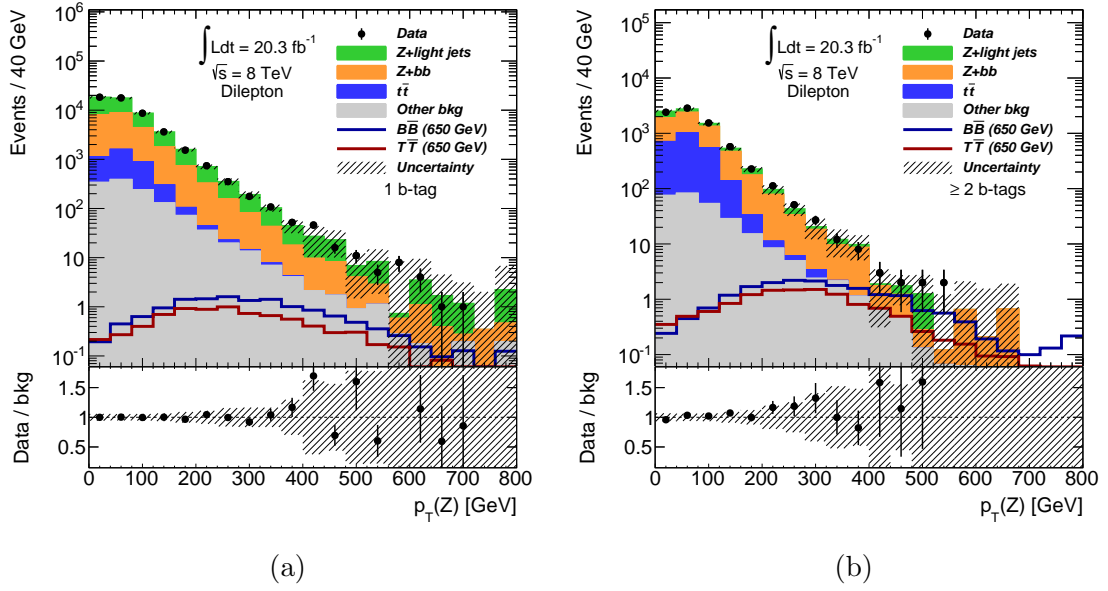 Events / 40 GeV
10⁵
10⁴
10³
10²
10
1
10⁻¹
∫ Ldt = 20.3 fb⁻¹
√s = 8 TeV
Dilepton
Data
Z+light jets
Z+bb
tt̄
Other bkg
BB̄ (650 GeV)
TT̄ (650 GeV)
Uncertainty
1 b-tag
Data / bkg
1.5
1
0.5
0 100 200 300 400 500 600 700 800
p_T(Z) [GeV]
(a)
Events / 40 GeV
10⁵
10⁴
10³
10²
10
1
10⁻¹
∫ Ldt = 20.3 fb⁻¹
√s = 8 TeV
Dilepton
Data
Z+light jets
Z+bb
tt̄
Other bkg
BB̄ (650 GeV)
TT̄ (650 GeV)
Uncertainty
≥ 2 b-tags
Data / bkg
1.5
1
0.5
0 100 200 300 400 500 600 700 800
p_T(Z) [GeV]
(b)